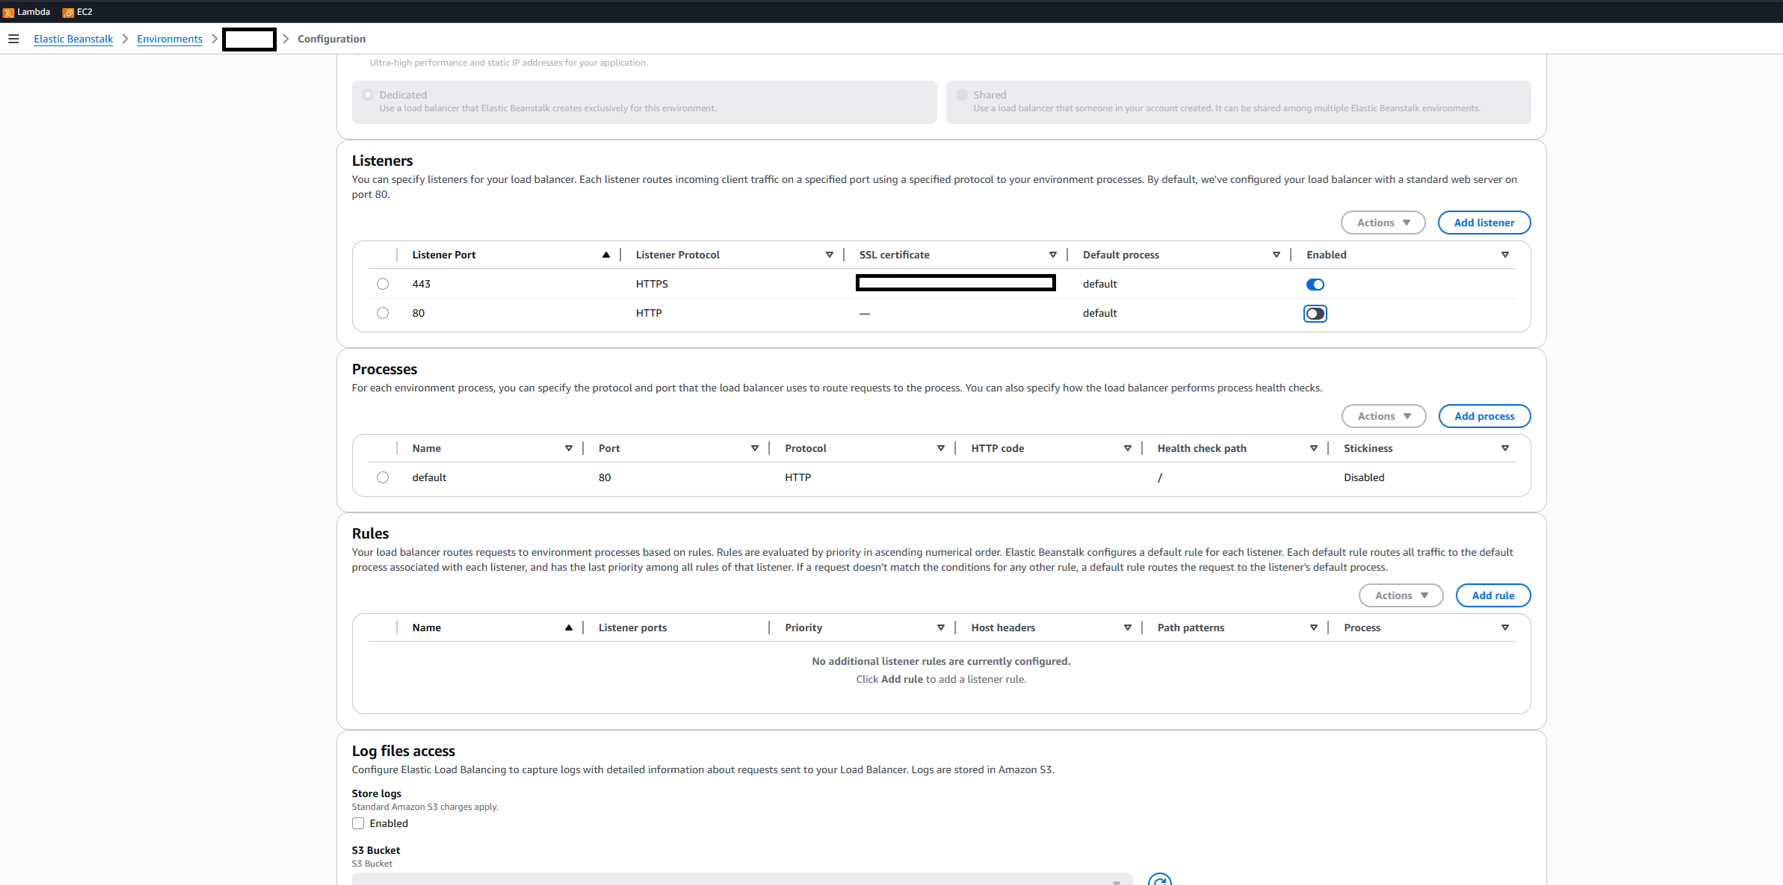 Lambda EC2
Elastic Beanstalk > Environments > > Configuration
Ultra-high performance and static IP addresses for your application.
Dedicated
Use a load balancer that Elastic Beanstalk creates exclusively for this environment.
Shared
Use a load balancer that someone in your account created. It can be shared among multiple Elastic Beanstalk environments.
Listeners
You can specify listeners for your load balancer. Each listener routes incoming client traffic on a specified port using a specified protocol to your environment processes. By default, we've configured your load balancer with a standard web server on
port 80.
Actions Add listener
Listener Port Listener Protocol SSL certificate Default process Enabled
443 HTTPS default
80 HTTP — default
Processes
For each environment process, you can specify the protocol and port that the load balancer uses to route requests to the process. You can also specify how the load balancer performs process health checks.
Actions Add process
Name Port Protocol HTTP code Health check path Stickiness
default 80 HTTP / Disabled
Rules
Your load balancer routes requests to environment processes based on rules. Rules are evaluated by priority in ascending numerical order. Elastic Beanstalk configures a default rule for each listener. Each default rule routes all traffic to the default
process associated with each listener, and has the last priority among all rules of that listener. If a request doesn't match the conditions for any other rule, a default rule routes the request to the listener's default process.
Actions Add rule
Name Listener ports Priority Host headers Path patterns Process
No additional listener rules are currently configured.
Click Add rule to add a listener rule.
Log files access
Configure Elastic Load Balancing to capture logs with detailed information about requests sent to your Load Balancer. Logs are stored in Amazon S3.
Store logs
Standard Amazon S3 charges apply.
Enabled
S3 Bucket
S3 Bucket